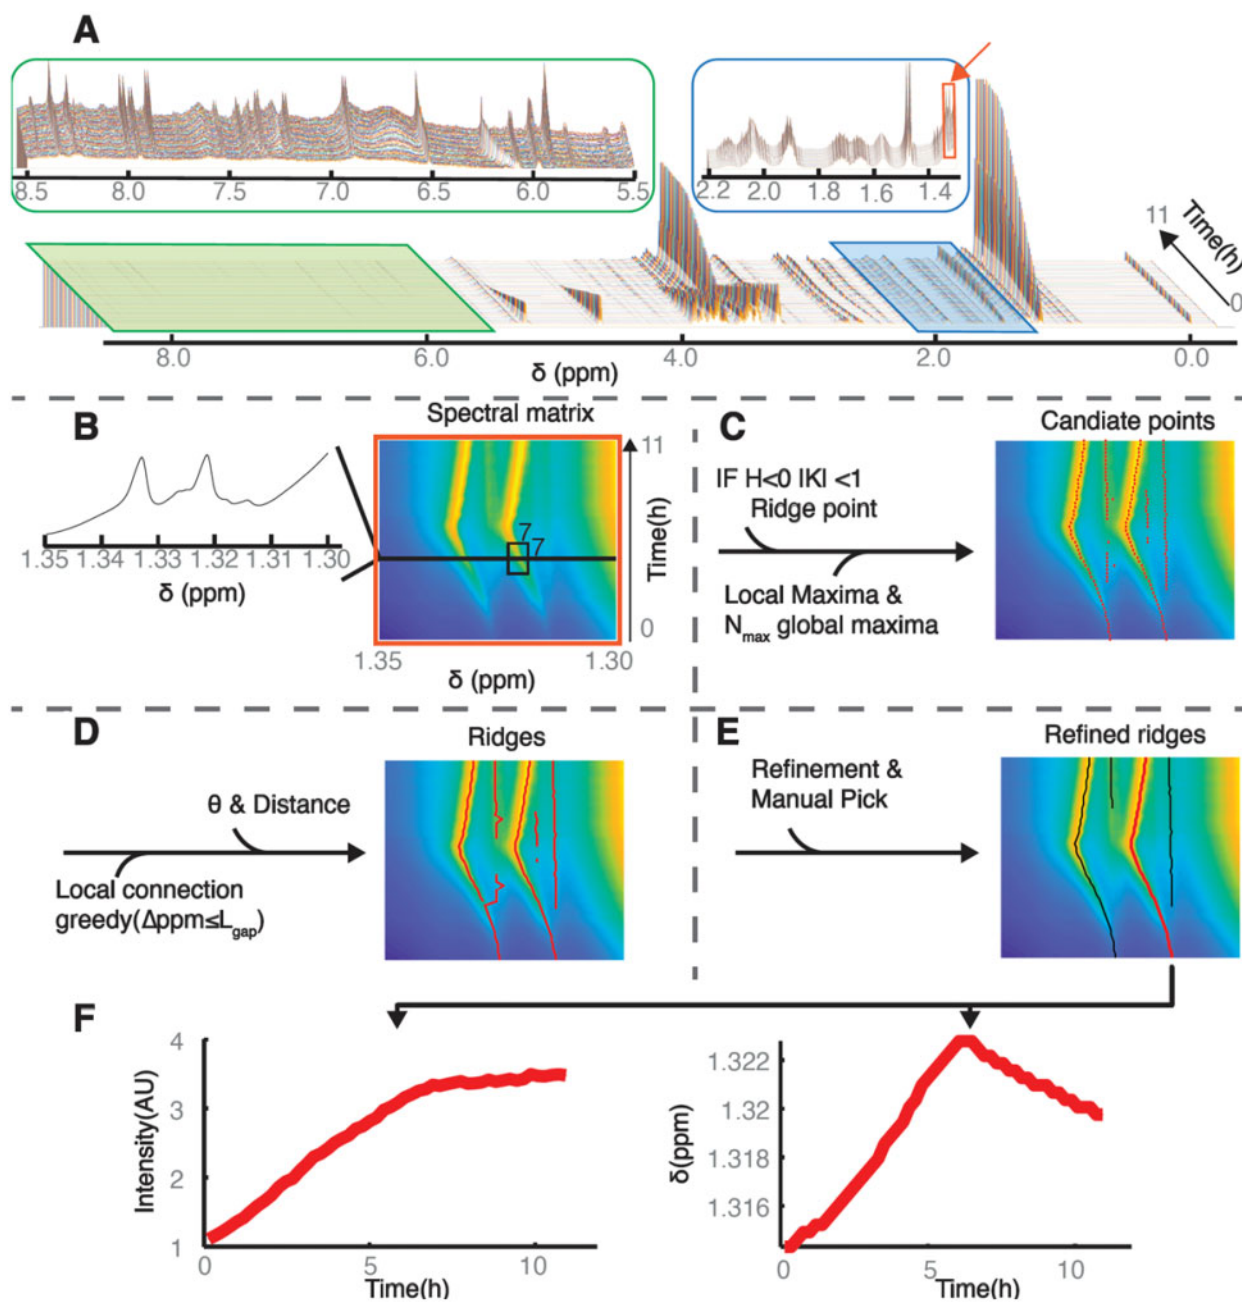 A
8.5 8.0 7.5 7.0 6.5 6.0 5.5
2.2 2.0 1.8 1.6 1.4
11
Time(h)
0
8.0 6.0 4.0 2.0 0.0
δ (ppm)
B
Spectral matrix
11
Time(h)
0
7
7
1.35 1.34 1.33 1.32 1.31 1.30
δ (ppm)
1.35 1.30
δ (ppm)
C
Candiate points
IF H<0 |K| <1
Ridge point
Local Maxima &
Nmax global maxima
D
Ridges
θ & Distance
Local connection
greedy(Δppm≤Lgap)
E
Refined ridges
Refinement &
Manual Pick
F
Intensity(AU)
4
3
2
1
0 5 10
Time(h)
δ(ppm)
1.322
1.32
1.318
1.316
0 5 10
Time(h)